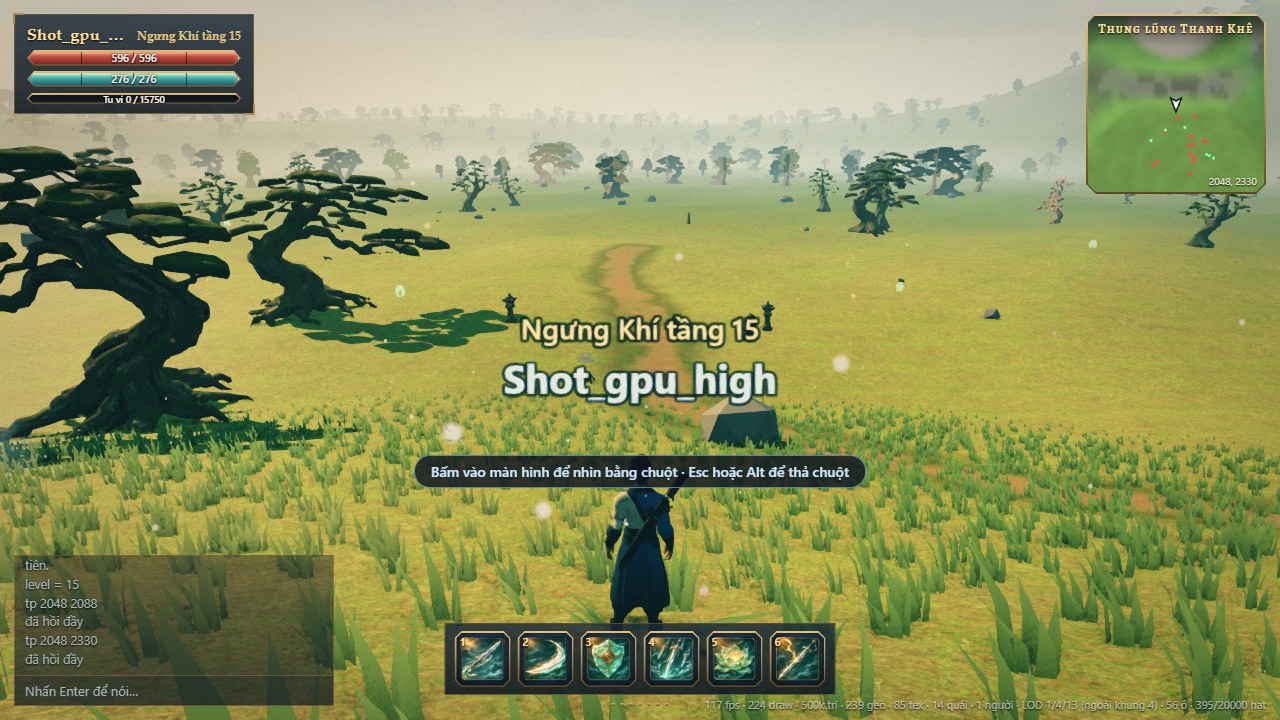 Shot_gpu_... Ngưng Khí tầng 15
596 / 596
276 / 276
Tu vi 0 / 15750
Thung lũng Thanh Khê
2048, 2330
Ngưng Khí tầng 15
Shot_gpu_high
Bấm vào màn hình để nhìn bằng chuột · Esc hoặc Alt để thả chuột
tiên.
level = 15
tp 2048 2088
đã hồi đầy
tp 2048 2330
đã hồi đầy
Nhấn Enter để nói...
1 2 3 4 5 6
117 fps · 224 draw · 500k tri · 239 geo · 85 tex · 14 quái · 1 người · LOD 1/4/13 (ngoài khung 4) · 56 ô · 395/20000 hạt